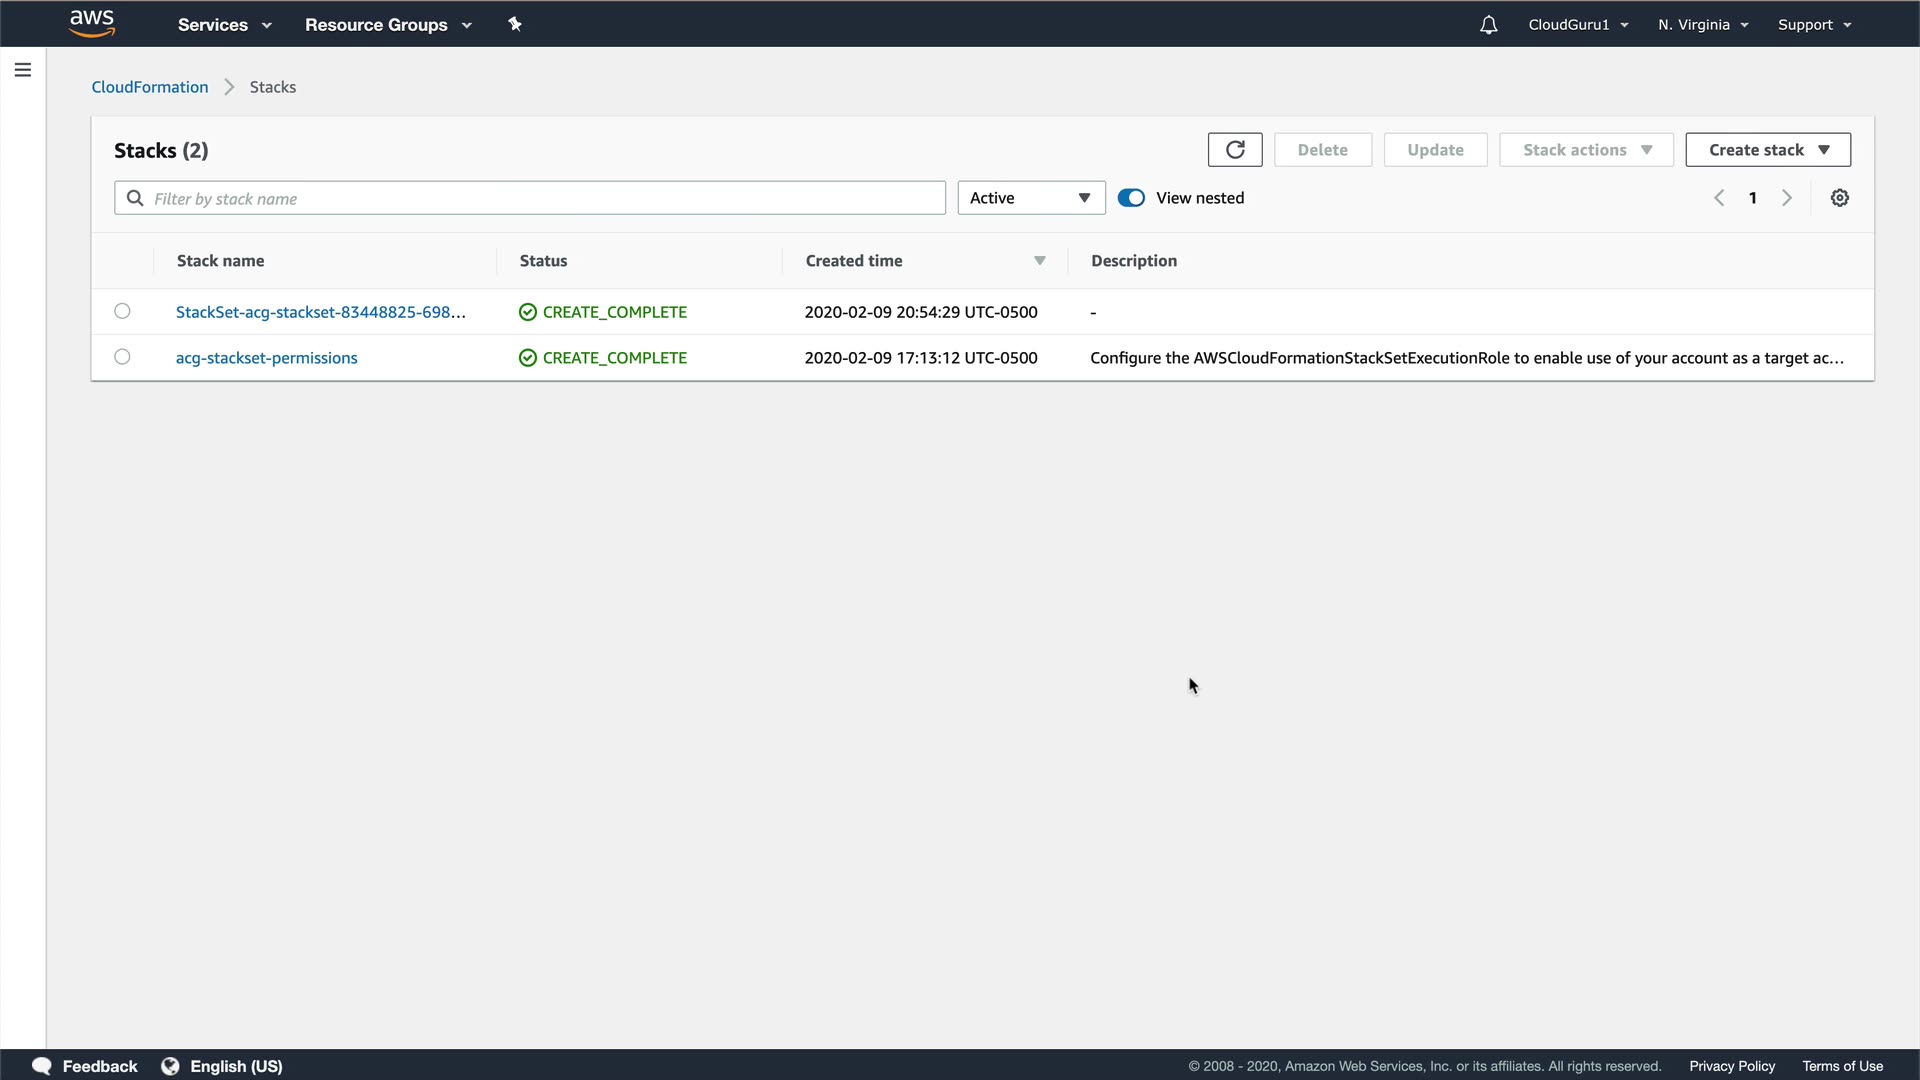 aws Services Resource Groups CloudGuru1 N. Virginia Support
CloudFormation Stacks
Stacks (2) Delete Update Stack actions Create stack
Filter by stack name Active View nested 1
Stack name Status Created time Description
StackSet-acg-stackset-83448825-698... CREATE_COMPLETE 2020-02-09 20:54:29 UTC-0500 -
acg-stackset-permissions CREATE_COMPLETE 2020-02-09 17:13:12 UTC-0500 Configure the AWSCloudFormationStackSetExecutionRole to enable use of your account as a target ac...
Feedback English (US) © 2008 - 2020, Amazon Web Services, Inc. or its affiliates. All rights reserved. Privacy Policy Terms of Use